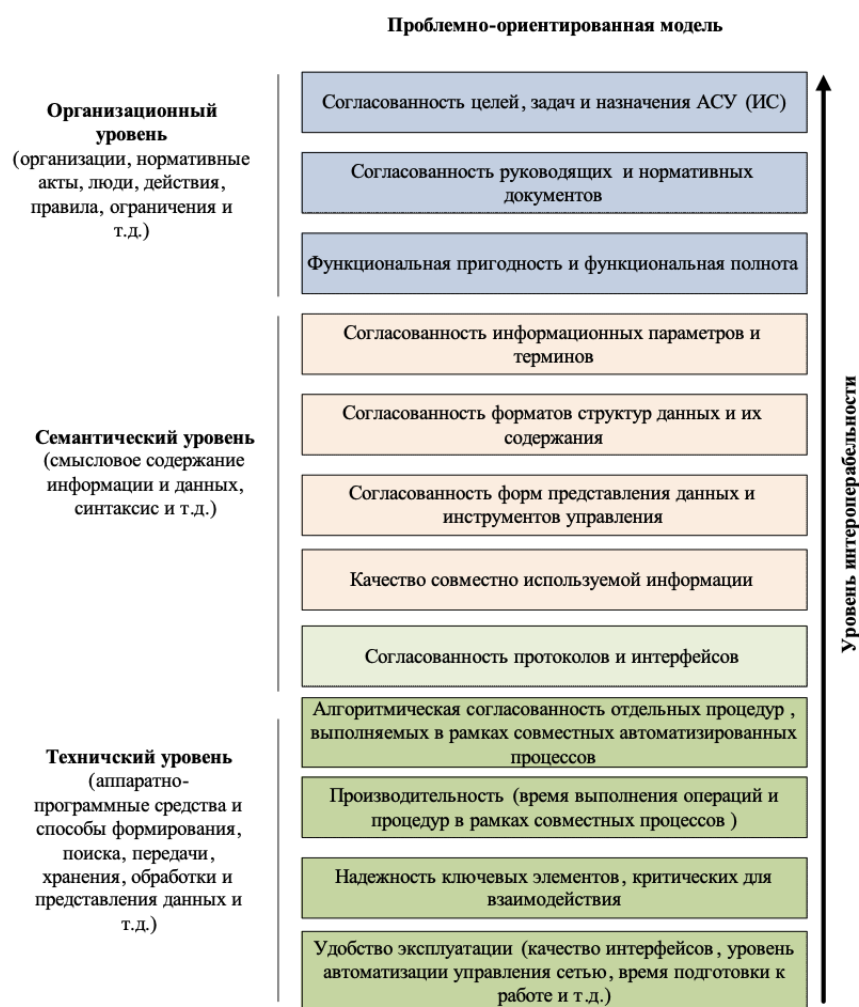 Проблемно-ориентированная модель
Организационный
уровень
(организации, нормативные
акты, люди, действия,
правила, ограничения и
т.д.)
Согласованность целей, задач и назначения АСУ (ИС)
Согласованность руководящих и нормативных
документов
Функциональная пригодность и функциональная полнота
Семантический уровень
(смысловое содержание
информации и данных,
синтаксис и т.д.)
Согласованность информационных параметров и
терминов
Согласованность форматов структур данных и их
содержания
Согласованность форм представления данных и
инструментов управления
Качество совместно используемой информации
Согласованность протоколов и интерфейсов
Техничский уровень
(аппаратно-
программные средства и
способы формирования,
поиска, передачи,
хранения, обработки и
представления данных и
т.д.)
Алгоритмическая согласованность отдельных процедур ,
выполняемых в рамках совместных автоматизированных
процессов
Производительность (время выполнения операций и
процедур в рамках совместных процессов )
Надежность ключевых элементов, критических для
взаимодействия
Удобство эксплуатации (качество интерфейсов, уровень
автоматизации управления сетью, время подготовки к
работе и т.д.)
Уровень интероперабельности